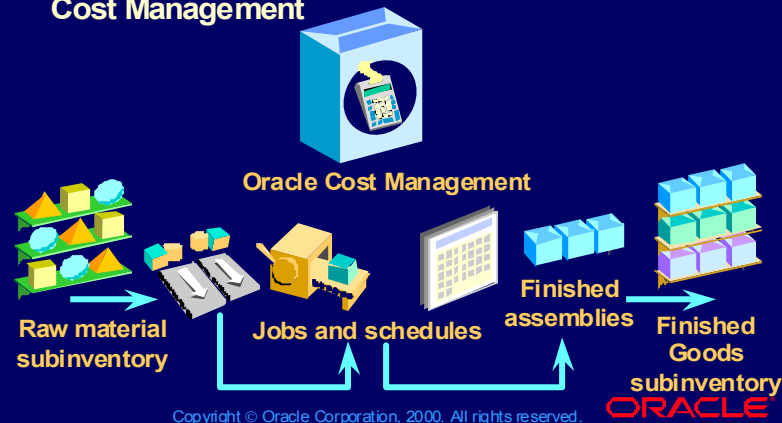 Cost Management
Oracle Cost Management
Raw material
subinventory
Jobs and schedules
Finished
assemblies
Finished
Goods
subinventory
Copyright © Oracle Corporation, 2000. All rights reserved.
ORACLE®